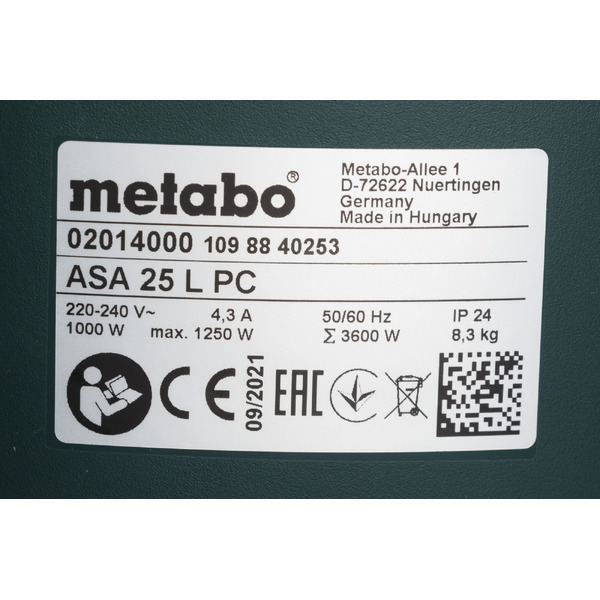 metabo®
Metabo-Allee 1
D-72622 Nuertingen
Germany
Made in Hungary
02014000 109 88 40253
ASA 25 L PC
220-240 V~ 4,3 A 50/60 Hz IP 24
1000 W max. 1250 W Σ 3600 W 8,3 kg
CE 09/2021 EAC